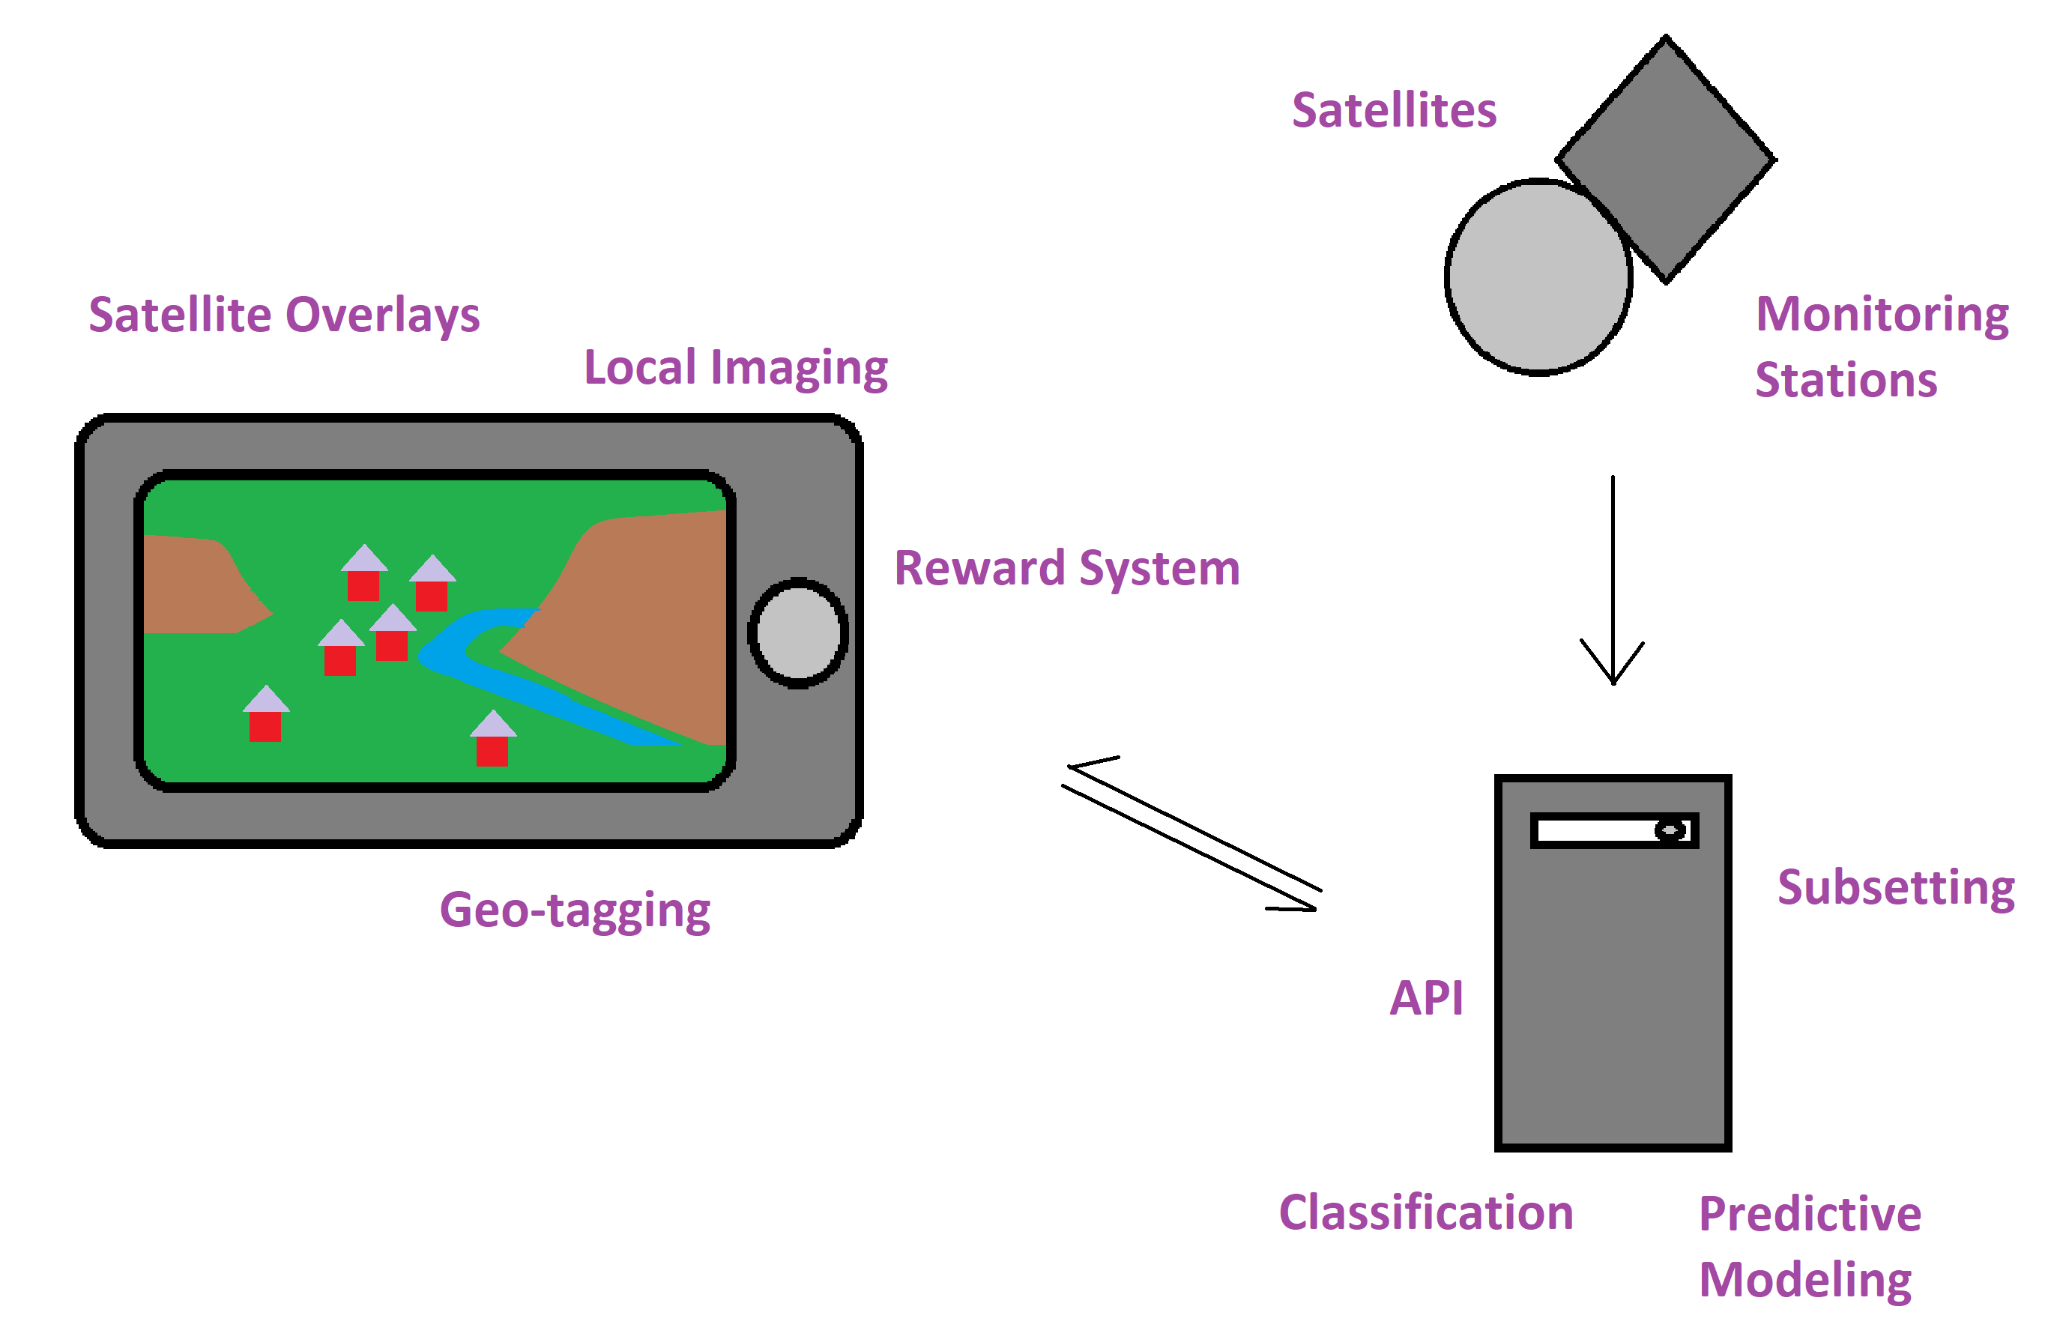 Satellites
Satellite Overlays
Local Imaging
Monitoring
Stations
Reward System
Geo-tagging
Subsetting
API
Classification
Predictive
Modeling